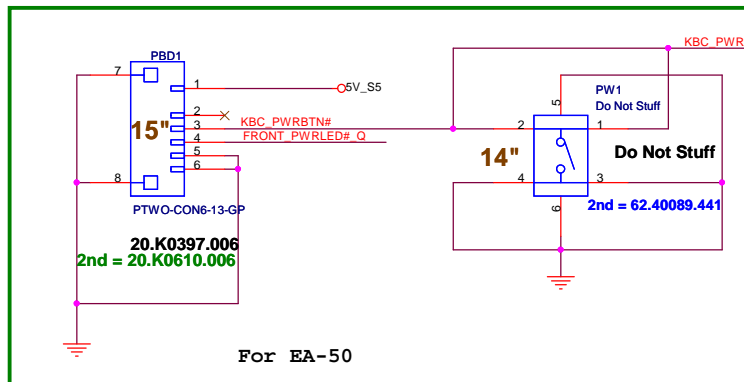 PBD1
7
1
5V_S5
2
15"
3
KBC_PWRBTN#
4
FRONT_PWRLED#_Q
5
6
8
PTWO-CON6-13-GP
20.K0397.006
2nd = 20.K0610.006
For EA-50
KBC_PWR
PW1
Do Not Stuff
5
2
1
14"
Do Not Stuff
4
3
6
2nd = 62.40089.441